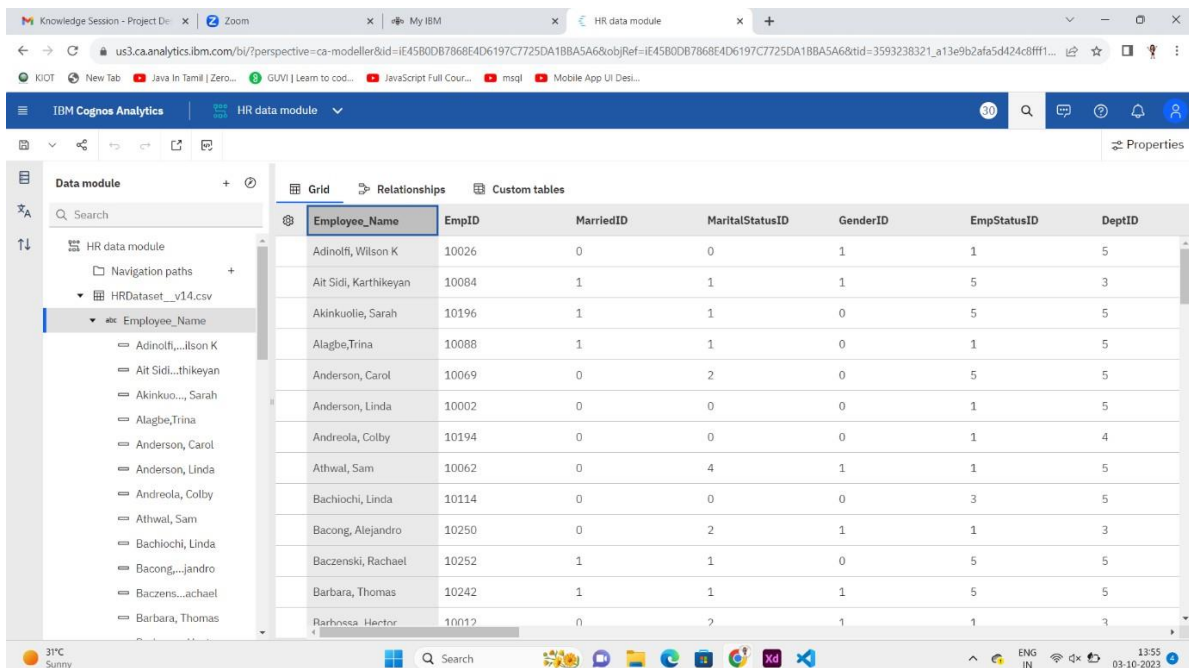 Knowledge Session - Project De
Zoom
My IBM
HR data module
us3.ca.analytics.ibm.com/bi/?perspective=ca-modeller&id=iE45B0DB7868E4D6197C7725DA1BBA5A6&objRef=iE45B0DB7868E4D6197C7725DA1BBA5A6&tid=3593238321_a13e9b2afa5d424c8fff1...
KIOT
New Tab
Java In Tamil | Zero...
GUVI | Learn to cod...
JavaScript Full Cour...
msql
Mobile App UI Desi...
IBM Cognos Analytics
HR data module
30
Properties
Data module
Search
HR data module
Navigation paths +
HRDataset__v14.csv
abc Employee_Name
Adinolfi,...ilson K
Ait Sidi...thikeyan
Akinkuo..., Sarah
Alagbe,Trina
Anderson, Carol
Anderson, Linda
Andreola, Colby
Athwal, Sam
Bachiochi, Linda
Bacong,...jandro
Baczens...achael
Barbara, Thomas
Grid Relationships Custom tables
Employee_Name EmpID MarriedID MaritalStatusID GenderID EmpStatusID DeptID
Adinolfi, Wilson K 10026 0 0 1 1 5
Ait Sidi, Karthikeyan 10084 1 1 1 5 3
Akinkuolie, Sarah 10196 1 1 0 5 5
Alagbe,Trina 10088 1 1 0 1 5
Anderson, Carol 10069 0 2 0 5 5
Anderson, Linda 10002 0 0 0 1 5
Andreola, Colby 10194 0 0 0 1 4
Athwal, Sam 10062 0 4 1 1 5
Bachiochi, Linda 10114 0 0 0 3 5
Bacong, Alejandro 10250 0 2 1 1 3
Baczenski, Rachael 10252 1 1 0 5 5
Barbara, Thomas 10242 1 1 1 5 5
Barbossa, Hector 10012 0 2 1 1 3
31°C
Sunny
Search
Xd
ENG
IN
13:55
03-10-2023
4